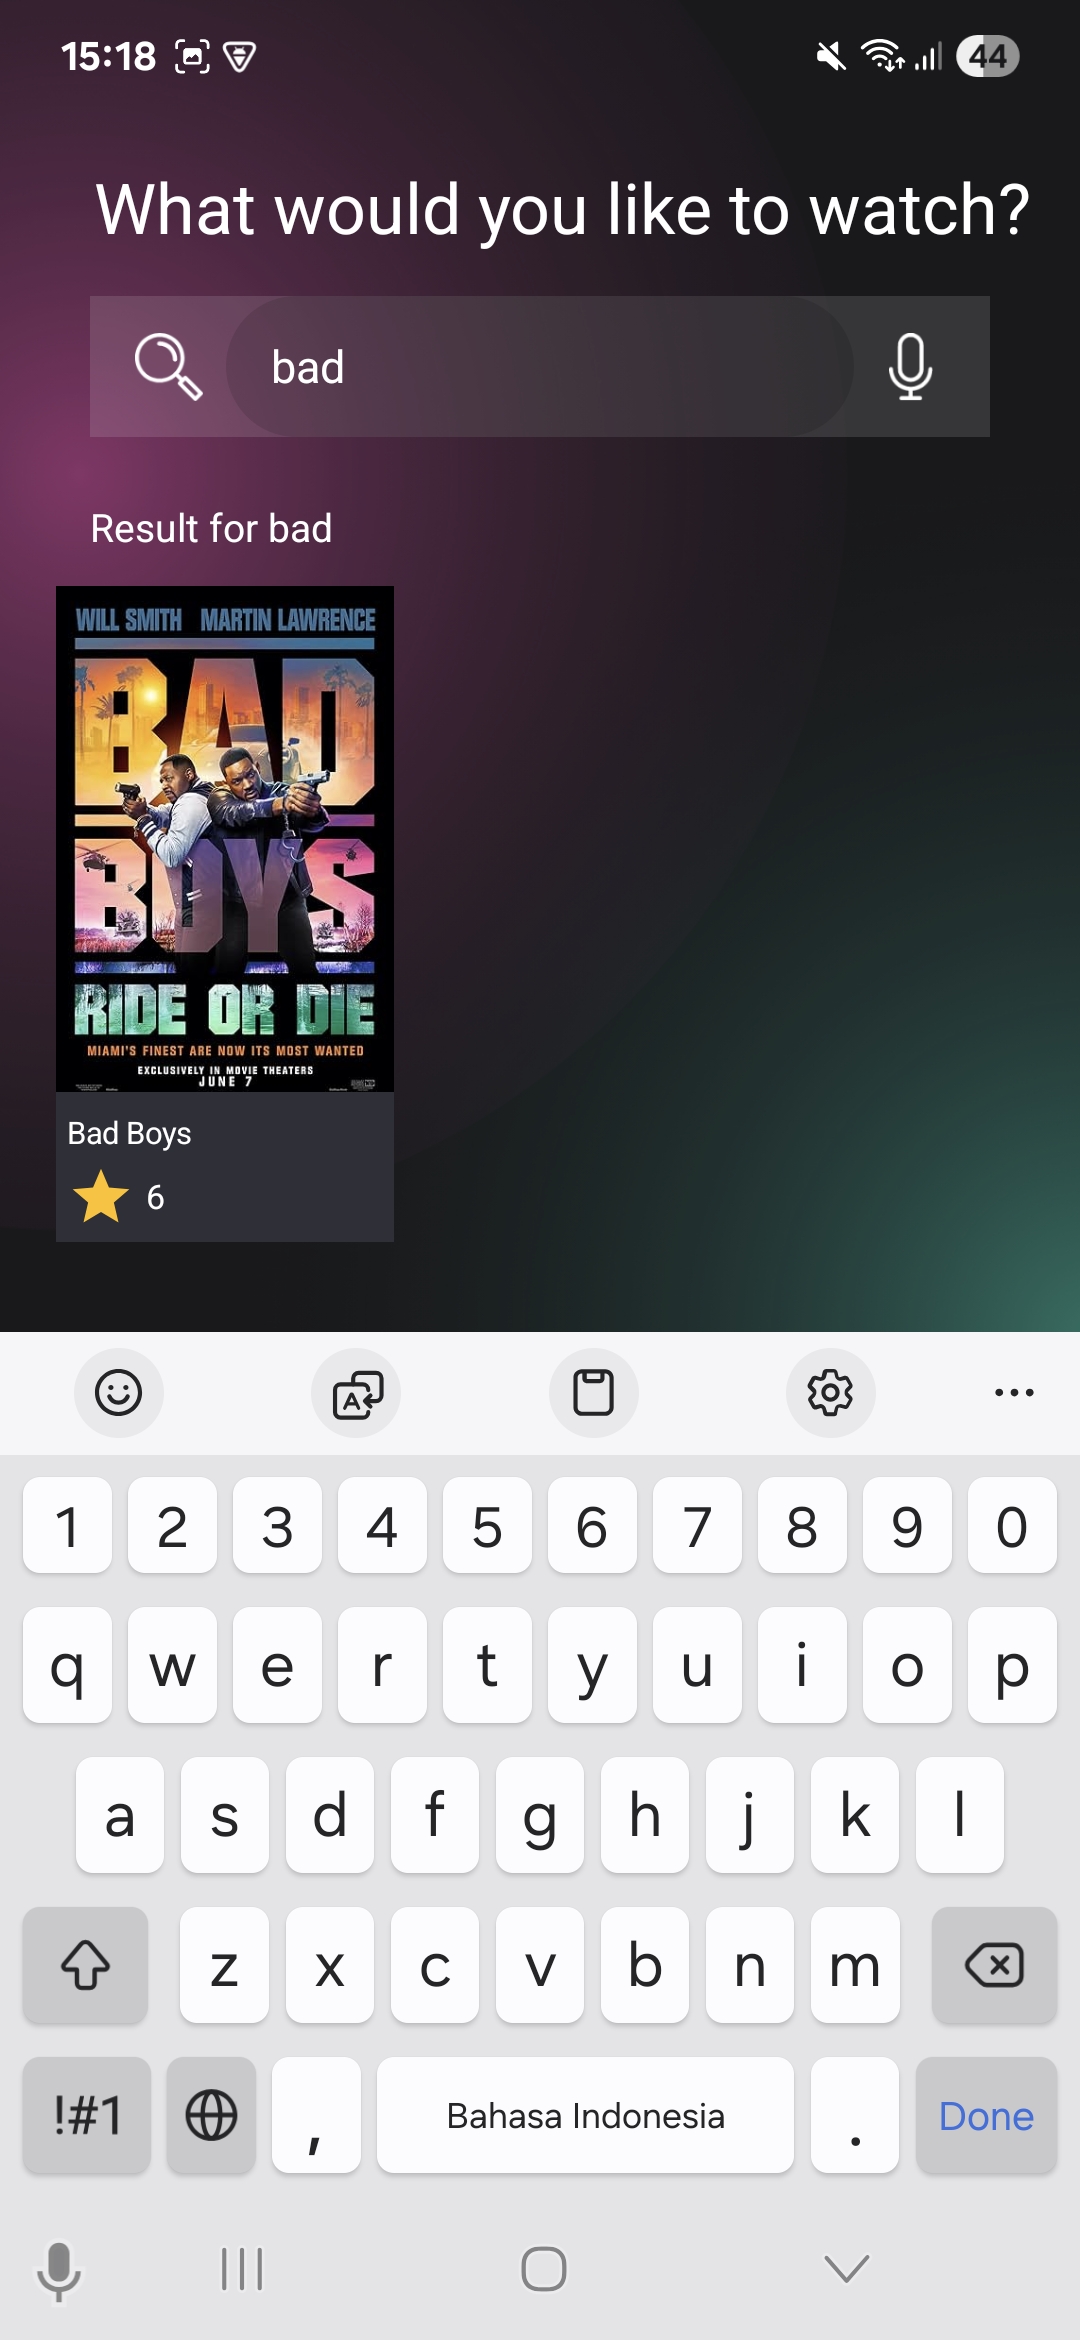 15:18
44
What would you like to watch?
bad
Result for bad
WILL SMITH MARTIN LAWRENCE
BAD
BOYS
RIDE OR DIE
MIAMI'S FINEST ARE NOW ITS MOST WANTED
EXCLUSIVELY IN MOVIE THEATERS
JUNE 7
Bad Boys
6
1 2 3 4 5 6 7 8 9 0
q w e r t y u i o p
a s d f g h j k l
z x c v b n m
!#1 , Bahasa Indonesia . Done